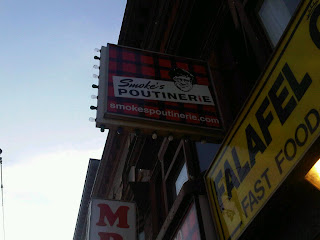 Smoke's
POUTINERIE
smokespoutinerie.com
FALAFEL
FAST FOOD